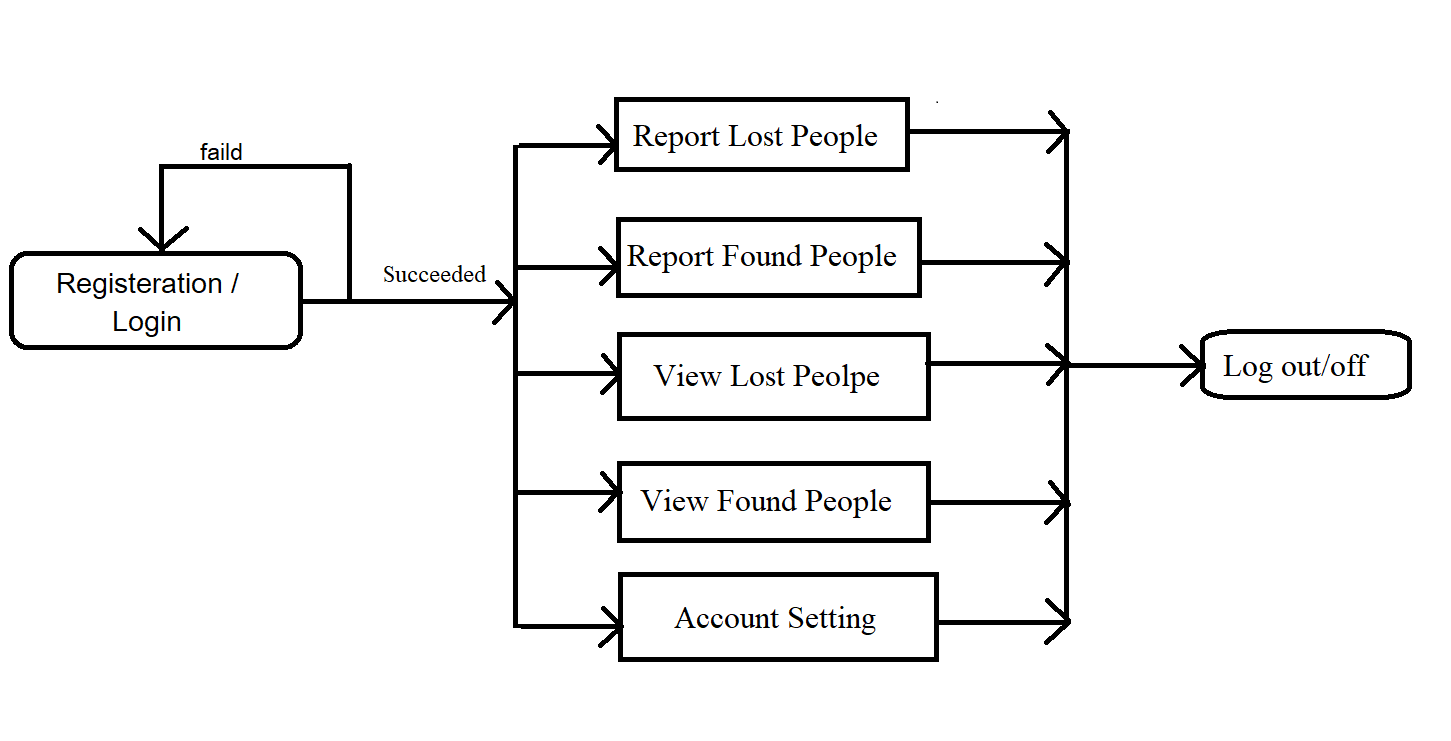 faild
Registeration /
Login
Succeeded
Report Lost People
Report Found People
View Lost Peolpe
View Found People
Account Setting
Log out/off